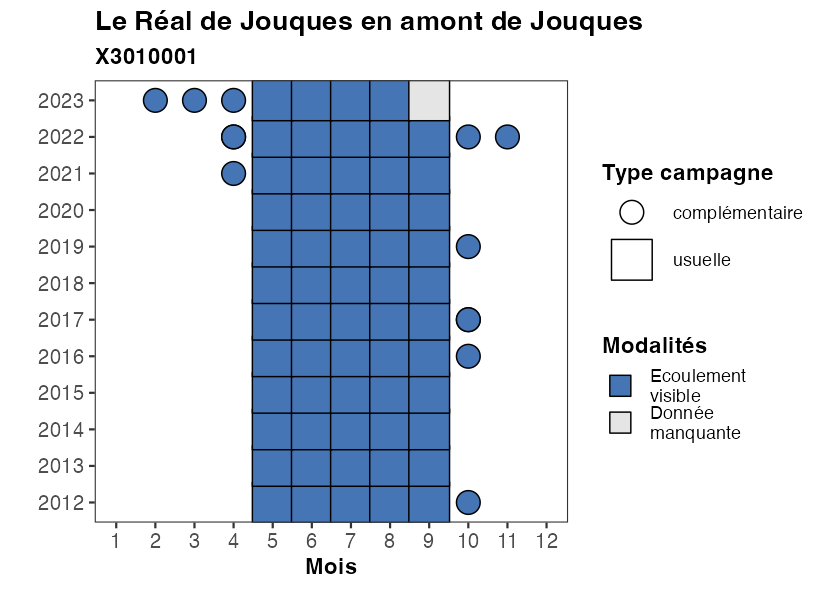 Le Réal de Jouques en amont de Jouques
X3010001
2023
2022
2021
2020
2019
2018
2017
2016
2015
2014
2013
2012
1 2 3 4 5 6 7 8 9 10 11 12
Mois
Type campagne
complémentaire
usuelle
Modalités
Ecoulement
visible
Donnée
manquante